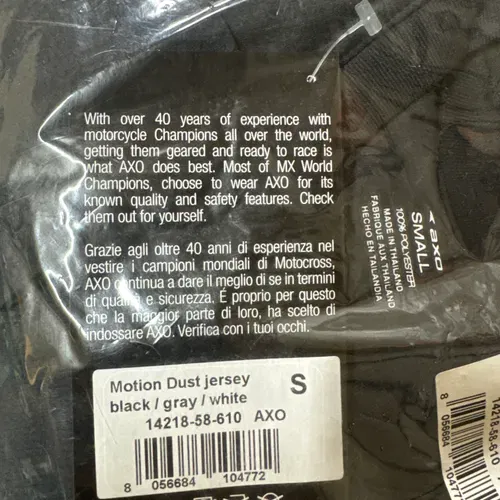 With over 40 years of experience with
motorcycle Champions all over the world,
getting them geared and ready to race is
what AXO does best. Most of MX World
Champions, choose to wear AXO for its
known quality and safety features. Check
them out for yourself.
Grazie agli oltre 40 anni di esperienza nel
vestire i campioni mondiali di Motocross,
AXO continua a dare il meglio di se in termini
di qualità e sicurezza. È proprio per questo
che la maggior parte di loro, ha scelto di
indossare AXO. Verifica con i tuoi occhi.
axo
SMALL
100% POLYESTER
MADE IN THAILAND
FABRIQUE AUX THAILAND
HECHO EN TAILANDIA
Motion Dust jersey S
black / gray / white
14218-58-610 AXO
8 056684 104772
14218-58-610
8 056684